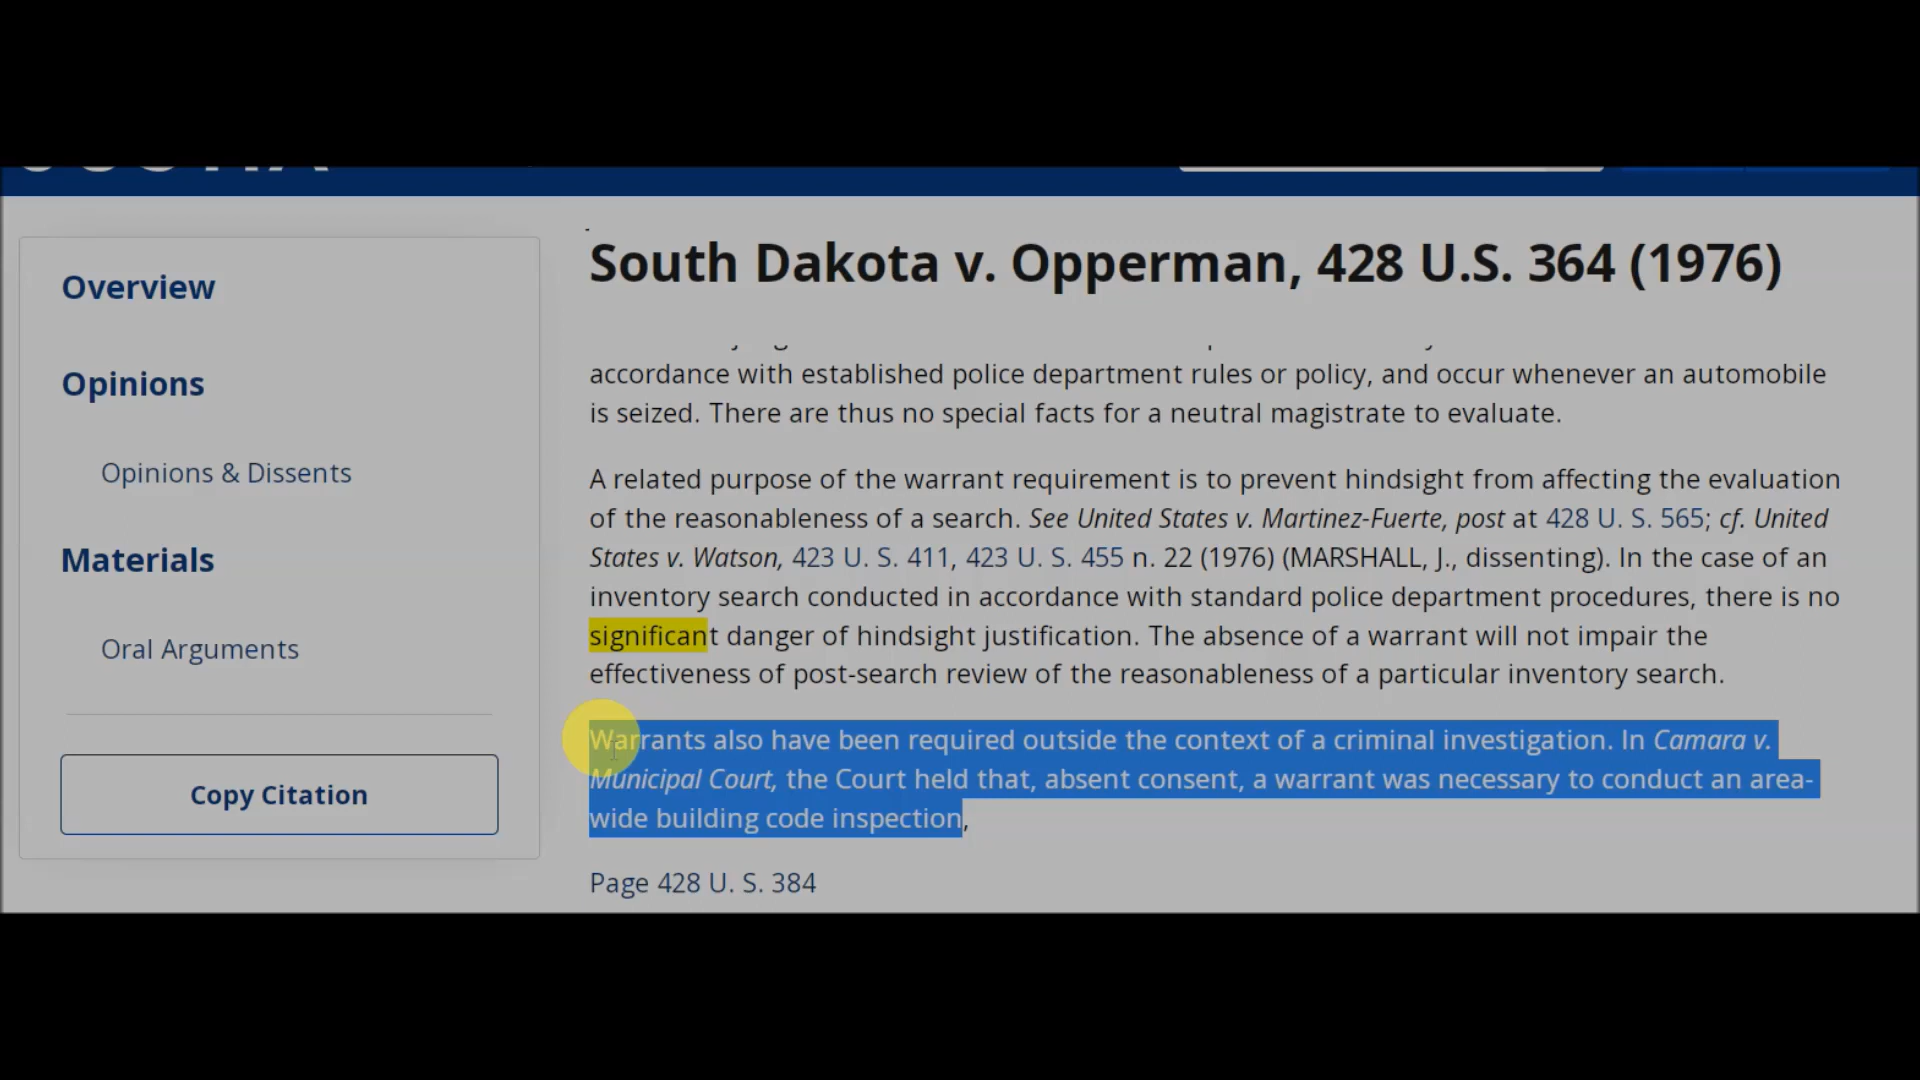 South Dakota v. Opperman, 428 U.S. 364 (1976)
Overview
Opinions
Opinions & Dissents
Materials
Oral Arguments
Copy Citation
accordance with established police department rules or policy, and occur whenever an automobile
is seized. There are thus no special facts for a neutral magistrate to evaluate.
A related purpose of the warrant requirement is to prevent hindsight from affecting the evaluation
of the reasonableness of a search. See United States v. Martinez-Fuerte, post at 428 U. S. 565; cf. United
States v. Watson, 423 U. S. 411, 423 U. S. 455 n. 22 (1976) (MARSHALL, J., dissenting). In the case of an
inventory search conducted in accordance with standard police department procedures, there is no
significant danger of hindsight justification. The absence of a warrant will not impair the
effectiveness of post-search review of the reasonableness of a particular inventory search.
Warrants also have been required outside the context of a criminal investigation. In Camara v.
Municipal Court, the Court held that, absent consent, a warrant was necessary to conduct an area-
wide building code inspection,
Page 428 U. S. 384